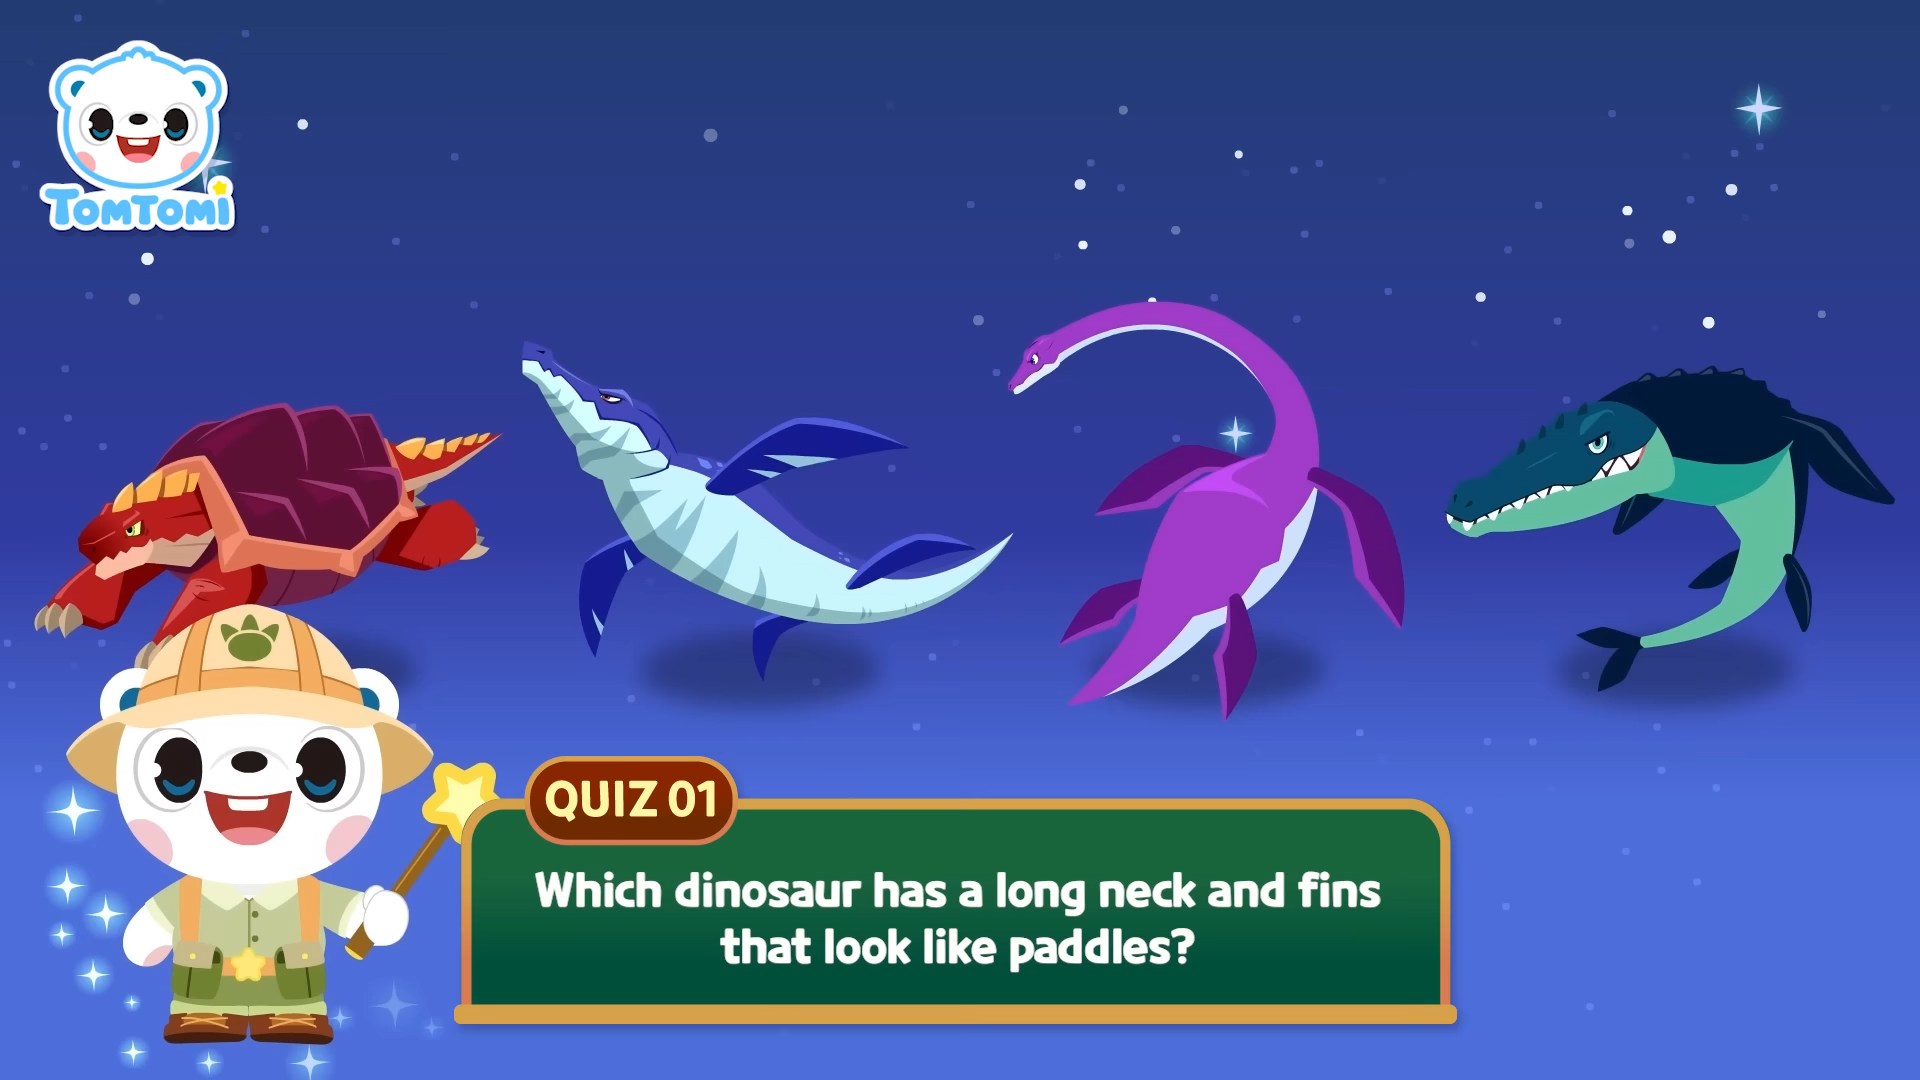 TOMTOMI
QUIZ 01
Which dinosaur has a long neck and fins
that look like paddles?